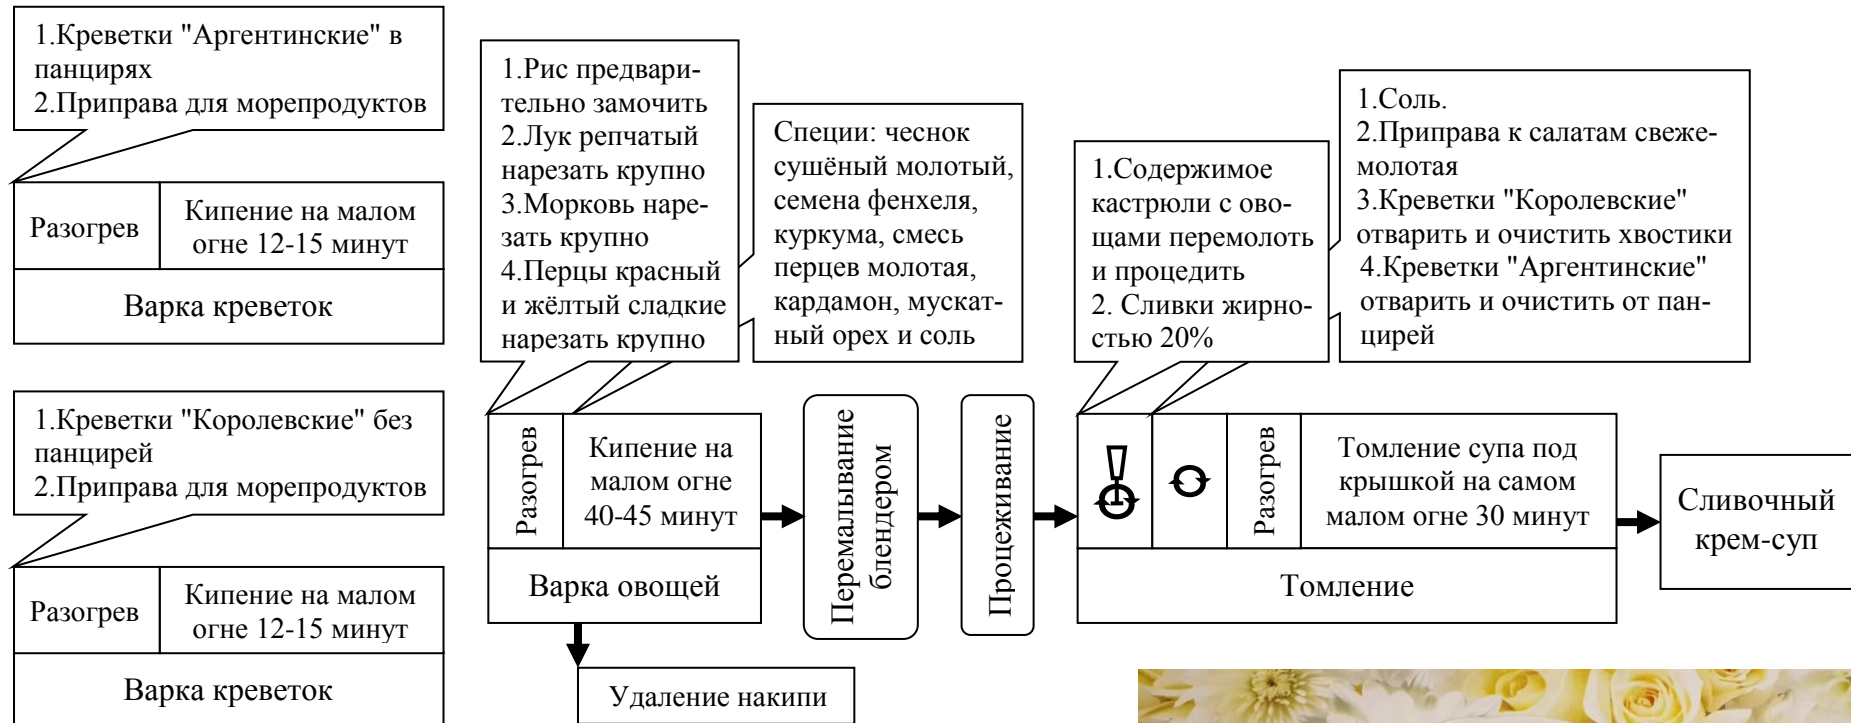 1.Креветки "Аргентинские" в
панцирях
2.Приправа для морепродуктов
Разогрев
Кипение на малом
огне 12-15 минут
Варка креветок
1.Креветки "Королевские" без
панцирей
2.Приправа для морепродуктов
Разогрев
Кипение на малом
огне 12-15 минут
Варка креветок
1.Рис предвари-
тельно замочить
2.Лук репчатый
нарезать крупно
3.Морковь наре-
зать крупно
4.Перцы красный
и жёлтый сладкие
нарезать крупно
Специи: чеснок
сушёный молотый,
семена фенхеля,
куркума, смесь
перцев молотая,
кардамон, мускат-
ный орех и соль
Разогрев
Кипение на
малом огне
40-45 минут
Варка овощей
Удаление накипи
Перемалывание
блендером
Процеживание
1.Содержимое
кастрюли с ово-
щами перемолоть
и процедить
2. Сливки жирно-
стью 20%
1.Соль.
2.Приправа к салатам свеже-
молотая
3.Креветки "Королевские"
отварить и очистить хвостики
4.Креветки "Аргентинские"
отварить и очистить от пан-
цирей
Разогрев
Томление супа под
крышкой на самом
малом огне 30 минут
Томление
Сливочный
крем-суп